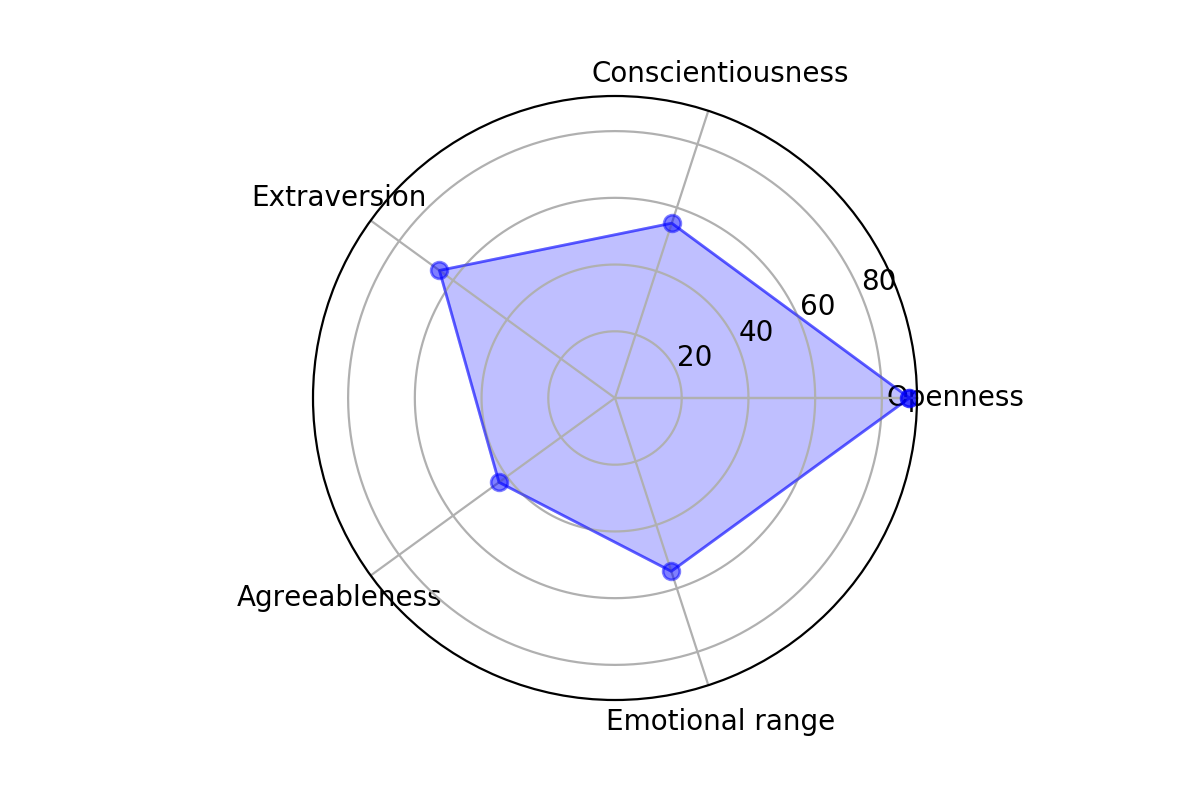 Conscientiousness
Extraversion
80
60
40
20
Openness
Agreeableness
Emotional range